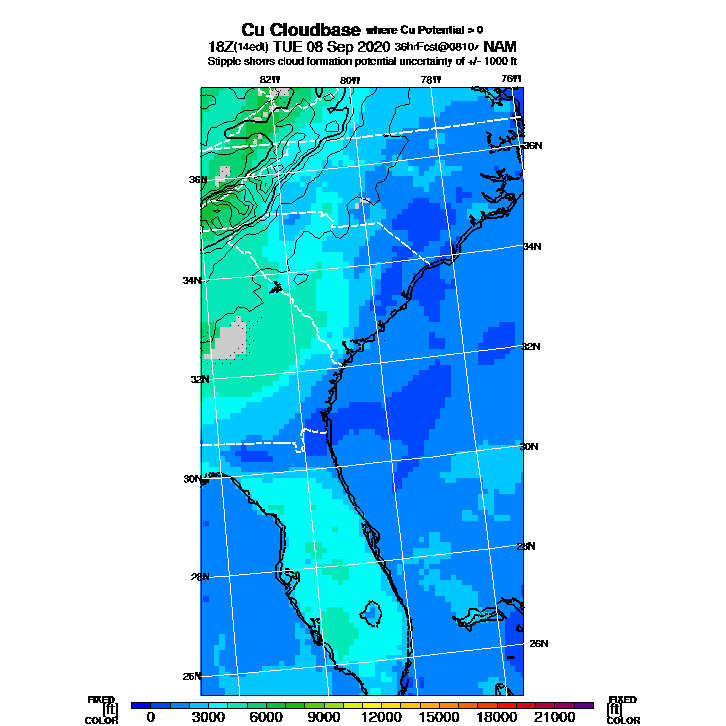 Cu Cloudbase where Cu Potential > 0
18Z(14edt) TUE 08 Sep 2020 36hrFcst@0810z NAM
Stipple shows cloud formation potential uncertainty of +/- 1000 ft
82W 80W 78W 76W
36N
36N
34N
34N
32N
32N
30N
30N
28N
28N
26N
26N
FIXED [ft] COLOR
0 3000 6000 9000 12000 15000 18000 21000
FIXED [ft] COLOR